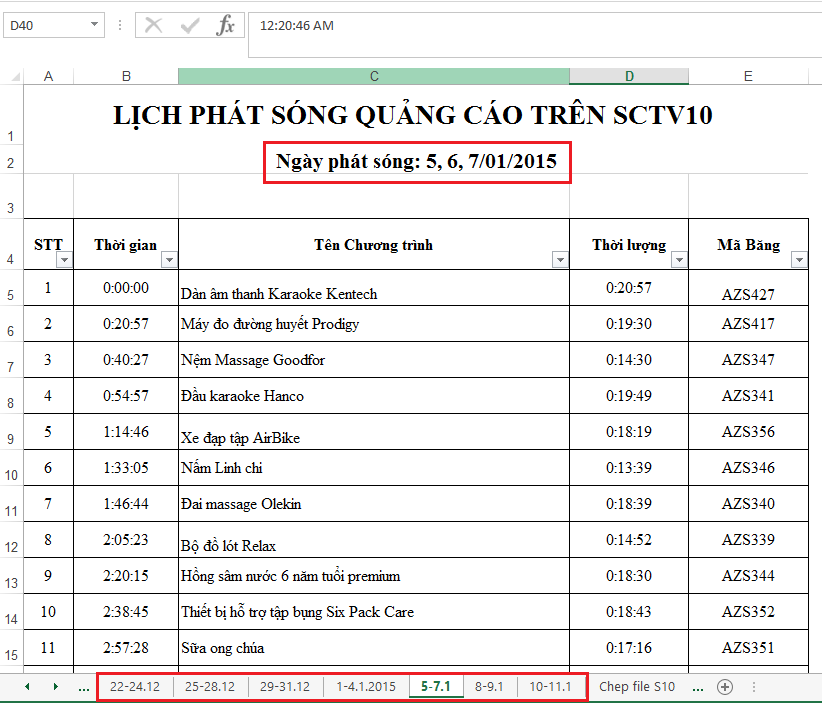 D40 fx 12:20:46 AM
A B C D E
1 LỊCH PHÁT SÓNG QUẢNG CÁO TRÊN SCTV10
2 Ngày phát sóng: 5, 6, 7/01/2015
3
4 STT Thời gian Tên Chương trình Thời lượng Mã Băng
5 1 0:00:00 Dàn âm thanh Karaoke Kentech 0:20:57 AZS427
6 2 0:20:57 Máy đo đường huyết Prodigy 0:19:30 AZS417
7 3 0:40:27 Nệm Massage Goodfor 0:14:30 AZS347
8 4 0:54:57 Đầu karaoke Hanco 0:19:49 AZS341
9 5 1:14:46 Xe đạp tập AirBike 0:18:19 AZS356
10 6 1:33:05 Nấm Linh chi 0:13:39 AZS346
11 7 1:46:44 Đai massage Olekin 0:18:39 AZS340
12 8 2:05:23 Bộ đồ lót Relax 0:14:52 AZS339
13 9 2:20:15 Hồng sâm nước 6 năm tuổi premium 0:18:30 AZS344
14 10 2:38:45 Thiết bị hỗ trợ tập bụng Six Pack Care 0:18:43 AZS352
15 11 2:57:28 Sữa ong chúa 0:17:16 AZS351
... 22-24.12 25-28.12 29-31.12 1-4.1.2015 5-7.1 8-9.1 10-11.1 Chep file S10 ...